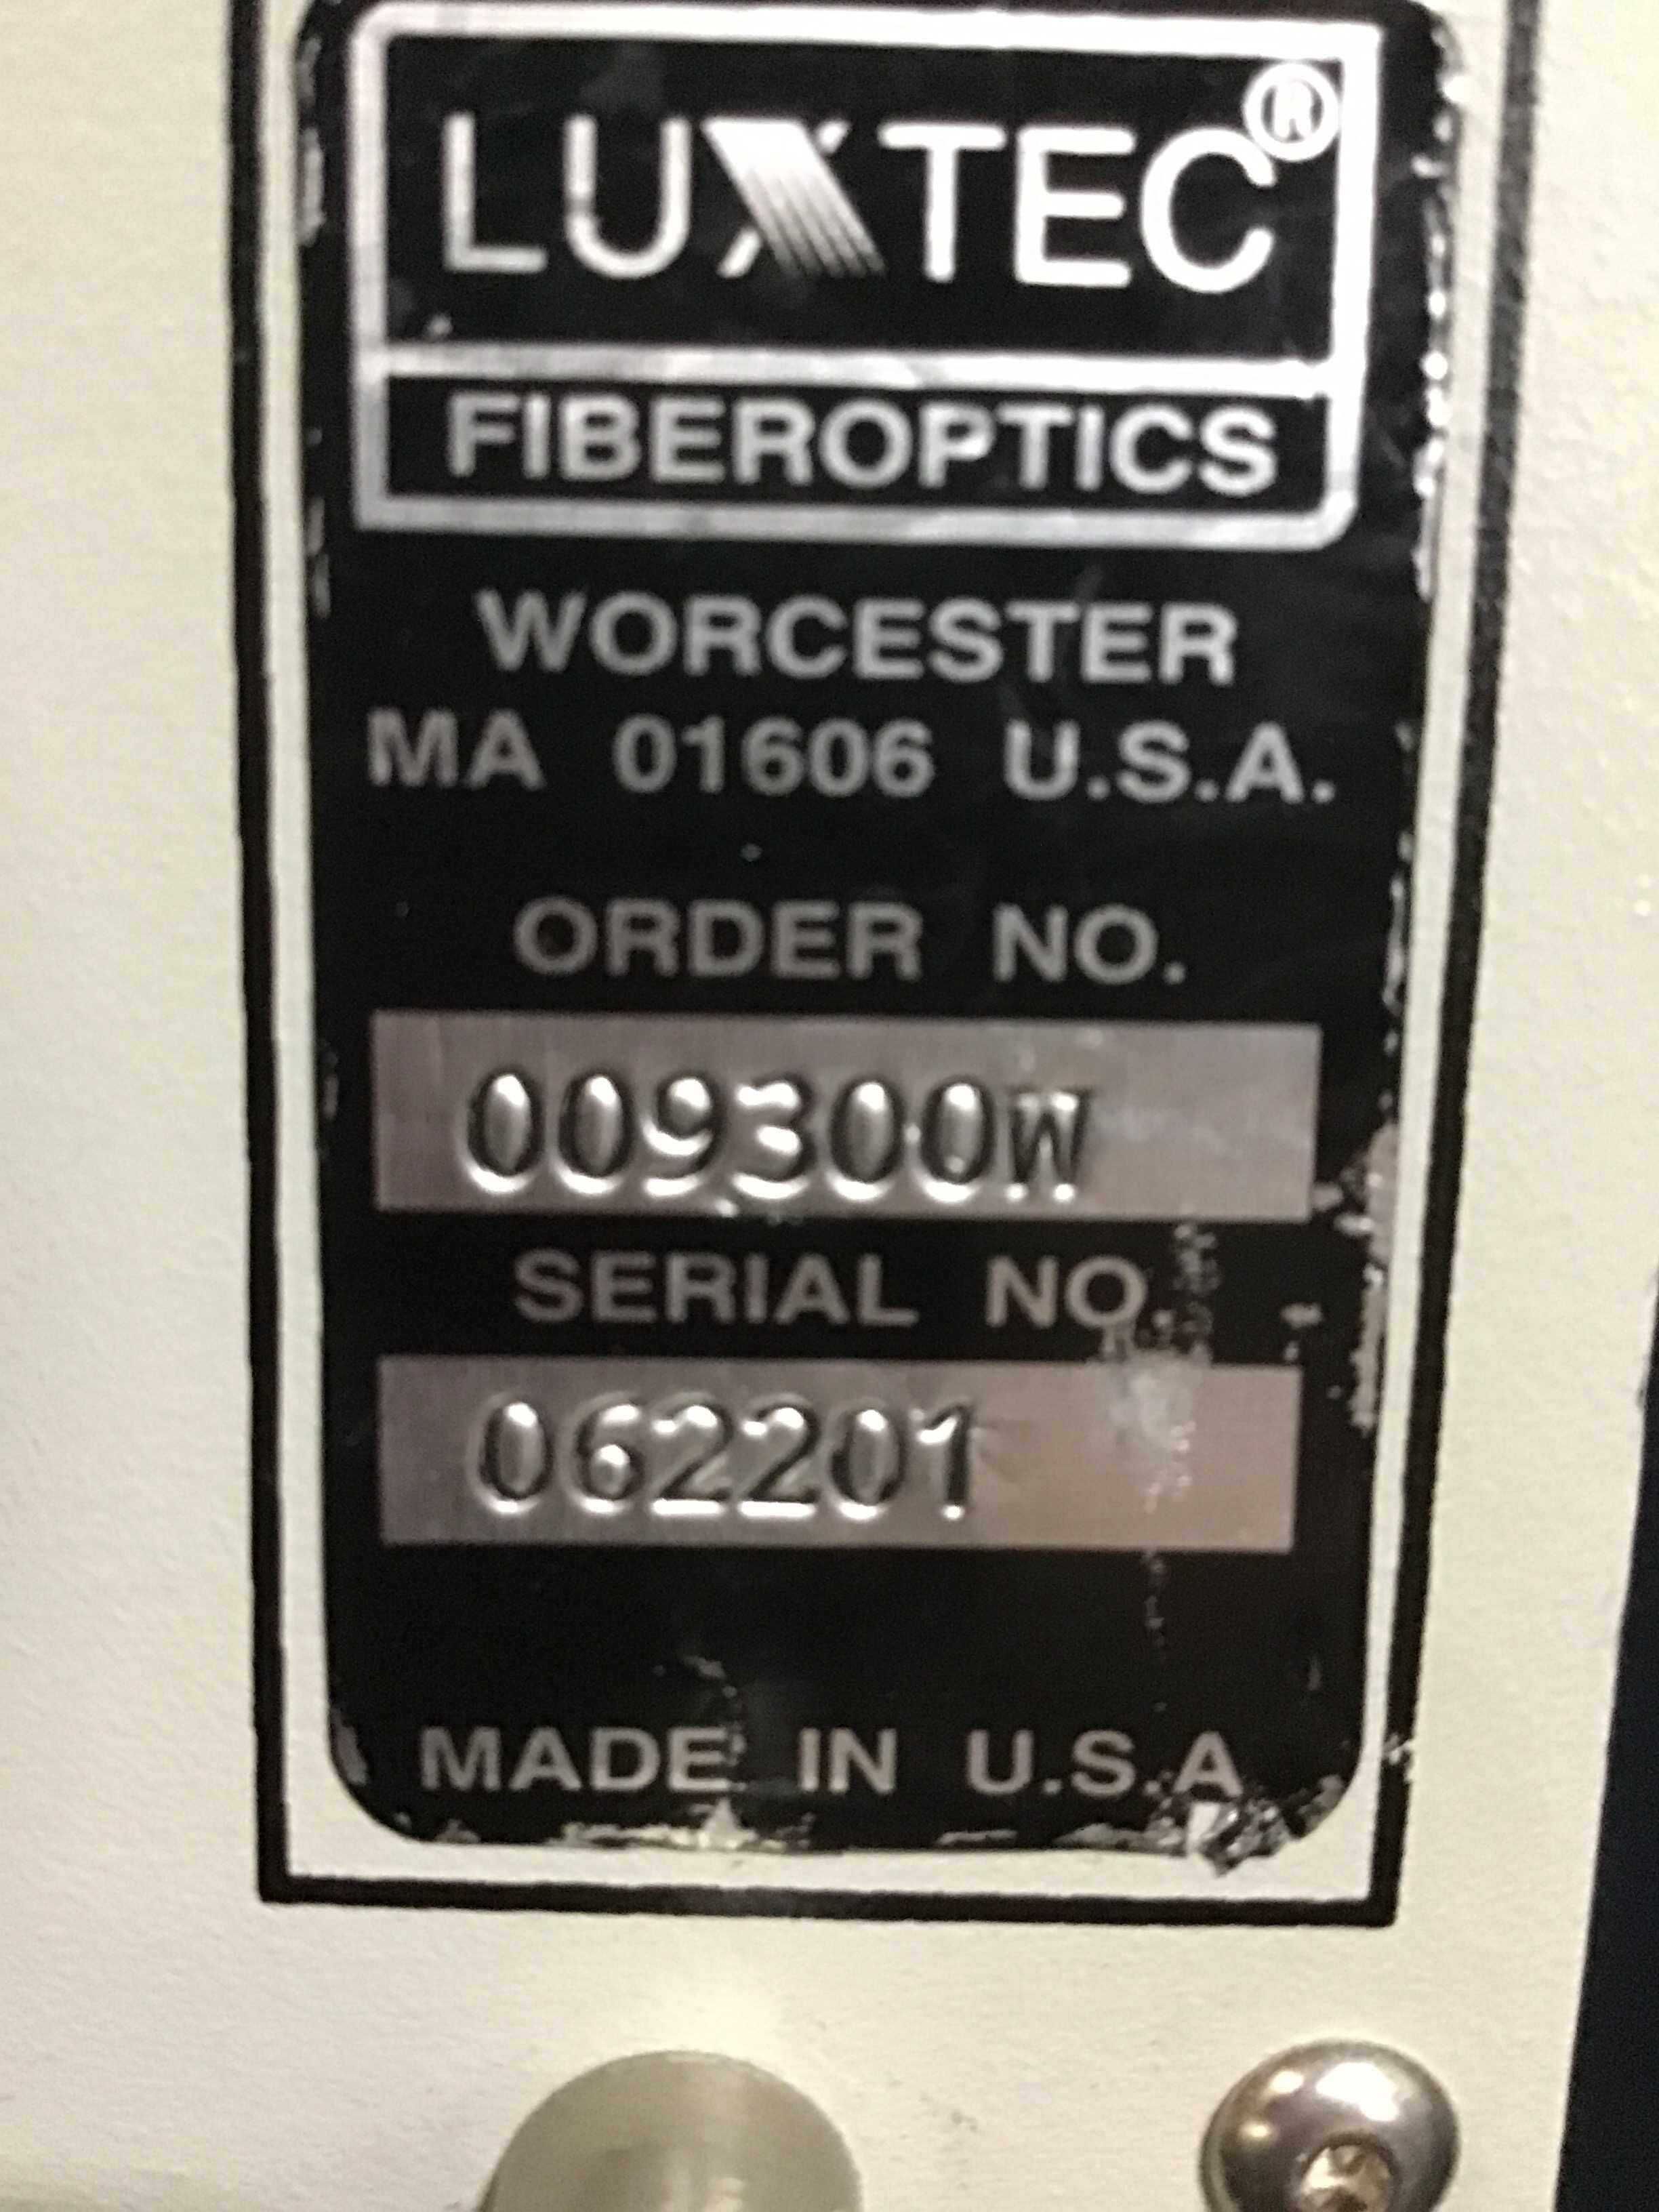 LUXTEC®
FIBEROPTICS
WORCESTER
MA 01606 U.S.A.
ORDER NO.
009300W
SERIAL NO.
062201
MADE IN U.S.A